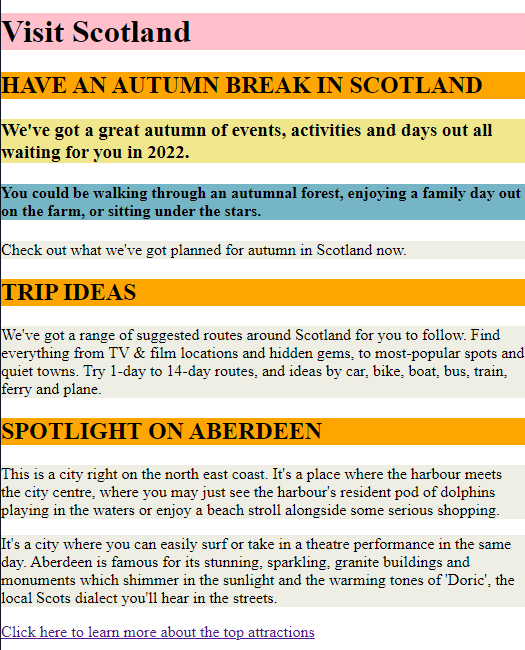 Visit Scotland
HAVE AN AUTUMN BREAK IN SCOTLAND
We've got a great autumn of events, activities and days out all
waiting for you in 2022.
You could be walking through an autumnal forest, enjoying a family day out
on the farm, or sitting under the stars.
Check out what we've got planned for autumn in Scotland now.
TRIP IDEAS
We've got a range of suggested routes around Scotland for you to follow. Find
everything from TV & film locations and hidden gems, to most-popular spots and
quiet towns. Try 1-day to 14-day routes, and ideas by car, bike, boat, bus, train,
ferry and plane.
SPOTLIGHT ON ABERDEEN
This is a city right on the north east coast. It's a place where the harbour meets
the city centre, where you may just see the harbour's resident pod of dolphins
playing in the waters or enjoy a beach stroll alongside some serious shopping.
It's a city where you can easily surf or take in a theatre performance in the same
day. Aberdeen is famous for its stunning, sparkling, granite buildings and
monuments which shimmer in the sunlight and the warming tones of 'Doric', the
local Scots dialect you'll hear in the streets.
Click here to learn more about the top attractions